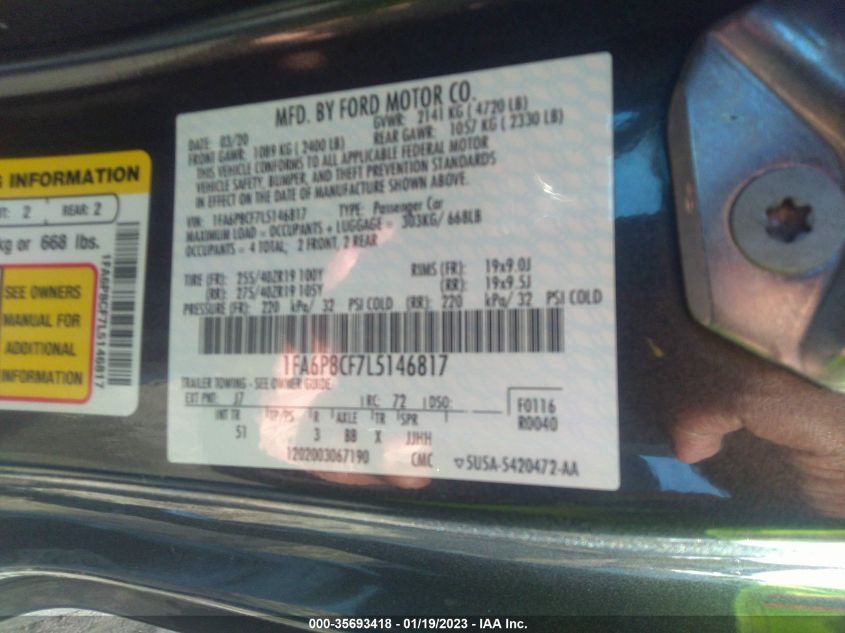 MFD. BY FORD MOTOR CO.
DATE: 03/20
GVWR: 2141 KG ( 4720 LB)
FRONT GAWR: 1089 KG ( 2400 LB)
REAR GAWR: 1057 KG ( 2330 LB)
THIS VEHICLE CONFORMS TO ALL APPLICABLE FEDERAL MOTOR
VEHICLE SAFETY, BUMPER, AND THEFT PREVENTION STANDARDS
IN EFFECT ON THE DATE OF MANUFACTURE SHOWN ABOVE.
VIN: 1FA6P8CF7L5146817 TYPE: Passenger Car
MAXIMUM LOAD = OCCUPANTS + LUGGAGE = 303KG/ 668LB
OCCUPANTS = 4 TOTAL; 2 FRONT, 2 REAR
TIRE (FR): 255/40ZR19 100Y RIMS (FR): 19x9.0J
(RR): 275/40ZR19 105Y (RR): 19x9.5J
PRESSURE (FR): 220 kPa/ 32 PSI COLD (RR): 220 kPa/ 32 PSI COLD
1FA6P8CF7L5146817
TRAILER TOWING - SEE OWNER GUIDE
EXT PNT: J7 RC: 72 DSO:
F0116
R0040
INT TR TP/PS R AXLE TR SPR
51 3 BB X JJHH
1202003067190 CMC 5U5A-5420472-AA
INFORMATION
2 REAR: 2
kg or 668 lbs.
SEE OWNERS
MANUAL FOR
ADDITIONAL
INFORMATION
1FA6P8CF7L5146817
000-35693418 - 01/19/2023 - IAA Inc.